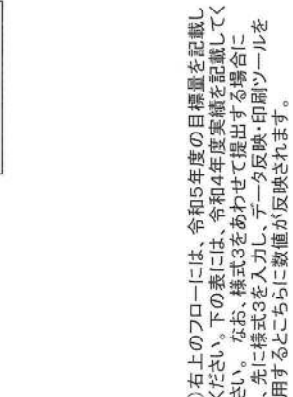 )右上のフローには、令和5年度の目標量を記載し
ください。下の表には、令和4年度実績を記載してく
さい。なお、様式3をあわせて提出する場合に
、先に様式3を入力し、データ反映・印刷ツールを
用するとこちらに数値が反映されます。